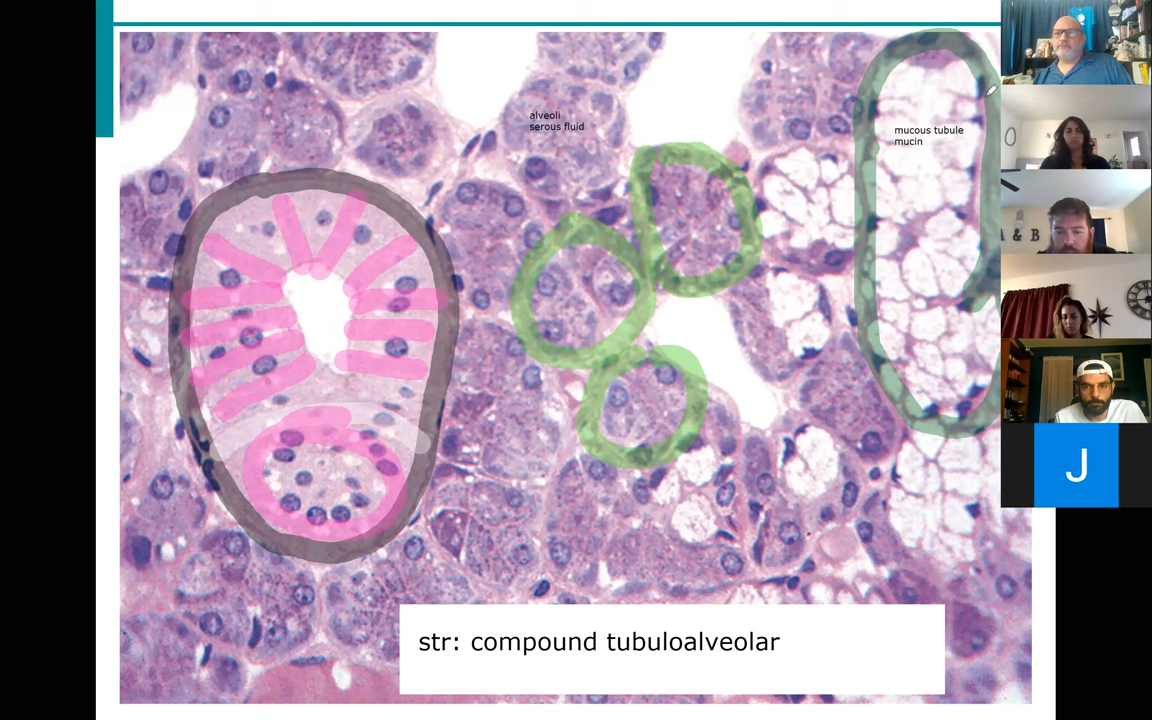 alveoli
serous fluid
mucous tubule
mucin
A & B
J
str: compound tubuloalveolar